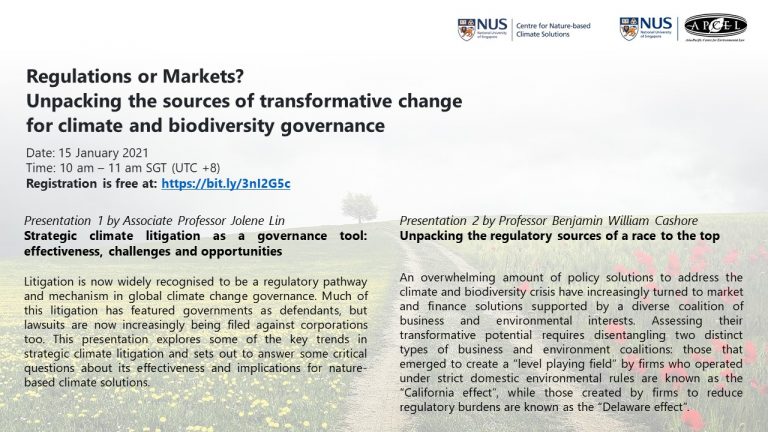 NUS
National University
of Singapore
Centre for Nature-based
Climate Solutions
NUS
National University
of Singapore
APCEL
Asia-Pacific Centre for Environmental Law
Regulations or Markets?
Unpacking the sources of transformative change
for climate and biodiversity governance
Date: 15 January 2021
Time: 10 am – 11 am SGT (UTC +8)
Registration is free at: https://bit.ly/3nI2G5c
Presentation 1 by Associate Professor Jolene Lin
Strategic climate litigation as a governance tool:
effectiveness, challenges and opportunities
Litigation is now widely recognised to be a regulatory pathway
and mechanism in global climate change governance. Much of
this litigation has featured governments as defendants, but
lawsuits are now increasingly being filed against corporations
too. This presentation explores some of the key trends in
strategic climate litigation and sets out to answer some critical
questions about its effectiveness and implications for nature-
based climate solutions.
Presentation 2 by Professor Benjamin William Cashore
Unpacking the regulatory sources of a race to the top
An overwhelming amount of policy solutions to address the
climate and biodiversity crisis have increasingly turned to market
and finance solutions supported by a diverse coalition of
business and environmental interests. Assessing their
transformative potential requires disentangling two distinct
types of business and environment coalitions: those that
emerged to create a “level playing field” by firms who operated
under strict domestic environmental rules are known as the
“California effect”, while those created by firms to reduce
regulatory burdens are known as the “Delaware effect”.